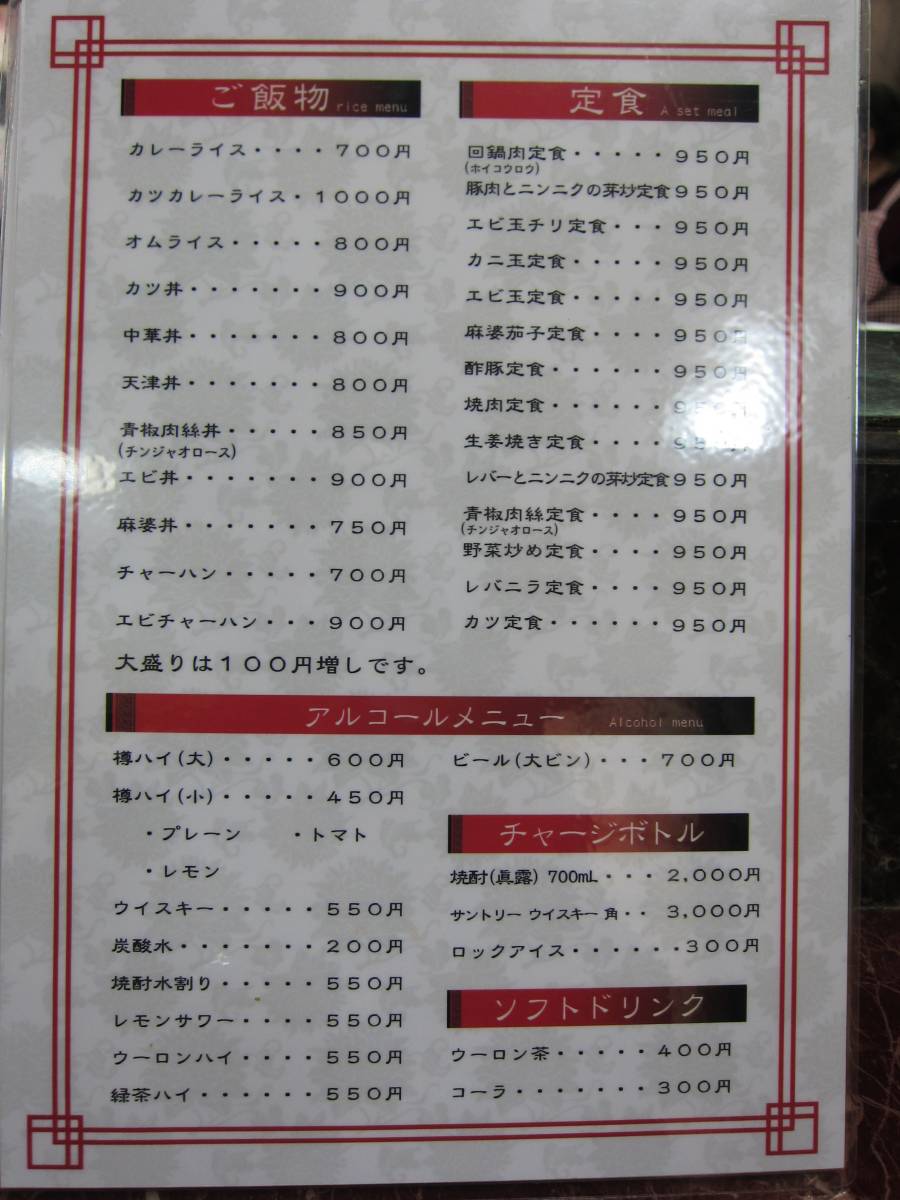 ご飯物 rice menu
カレーライス・・・・７００円
カツカレーライス・１０００円
オムライス・・・・・８００円
カツ丼・・・・・・・９００円
中華丼・・・・・・・８００円
天津丼・・・・・・・８００円
青椒肉絲丼・・・・・８５０円
(チンジャオロース)
エビ丼・・・・・・・９００円
麻婆丼・・・・・・・７５０円
チャーハン・・・・・７００円
エビチャーハン・・・９００円
大盛りは１００円増しです。
定食 A set meal
回鍋肉定食・・・・・９５０円
(ホイコウロウ)
豚肉とニンニクの芽炒定食９５０円
エビ玉チリ定食・・・９５０円
カニ玉定食・・・・・９５０円
エビ玉定食・・・・・９５０円
麻婆茄子定食・・・・９５０円
酢豚定食・・・・・・９５０円
焼肉定食・・・・・・９５０円
生姜焼き定食・・・・９５０円
レバーとニンニクの芽炒定食９５０円
青椒肉絲定食・・・・９５０円
(チンジャオロース)
野菜炒め定食・・・・９５０円
レバニラ定食・・・・９５０円
カツ定食・・・・・・９５０円
アルコールメニュー Alcohol menu
樽ハイ(大)・・・・・６００円
樽ハイ(小)・・・・・４５０円
・プレーン ・トマト
・レモン
ウイスキー・・・・・５５０円
炭酸水・・・・・・・２００円
焼酎水割り・・・・・５５０円
レモンサワー・・・・５５０円
ウーロンハイ・・・・５５０円
緑茶ハイ・・・・・・５５０円
ビール(大ビン)・・・７００円
チャージボトル
焼酎(眞露) 700mL・・・２,０００円
サントリー ウイスキー 角・・３,０００円
ロックアイス・・・・・・３００円
ソフトドリンク
ウーロン茶・・・・・４００円
コーラ・・・・・・・３００円